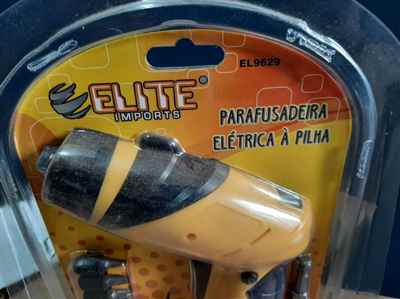 EL9629
ELITE
IMPORTS
PARAFUSADEIRA
ELÉTRICA À PILHA